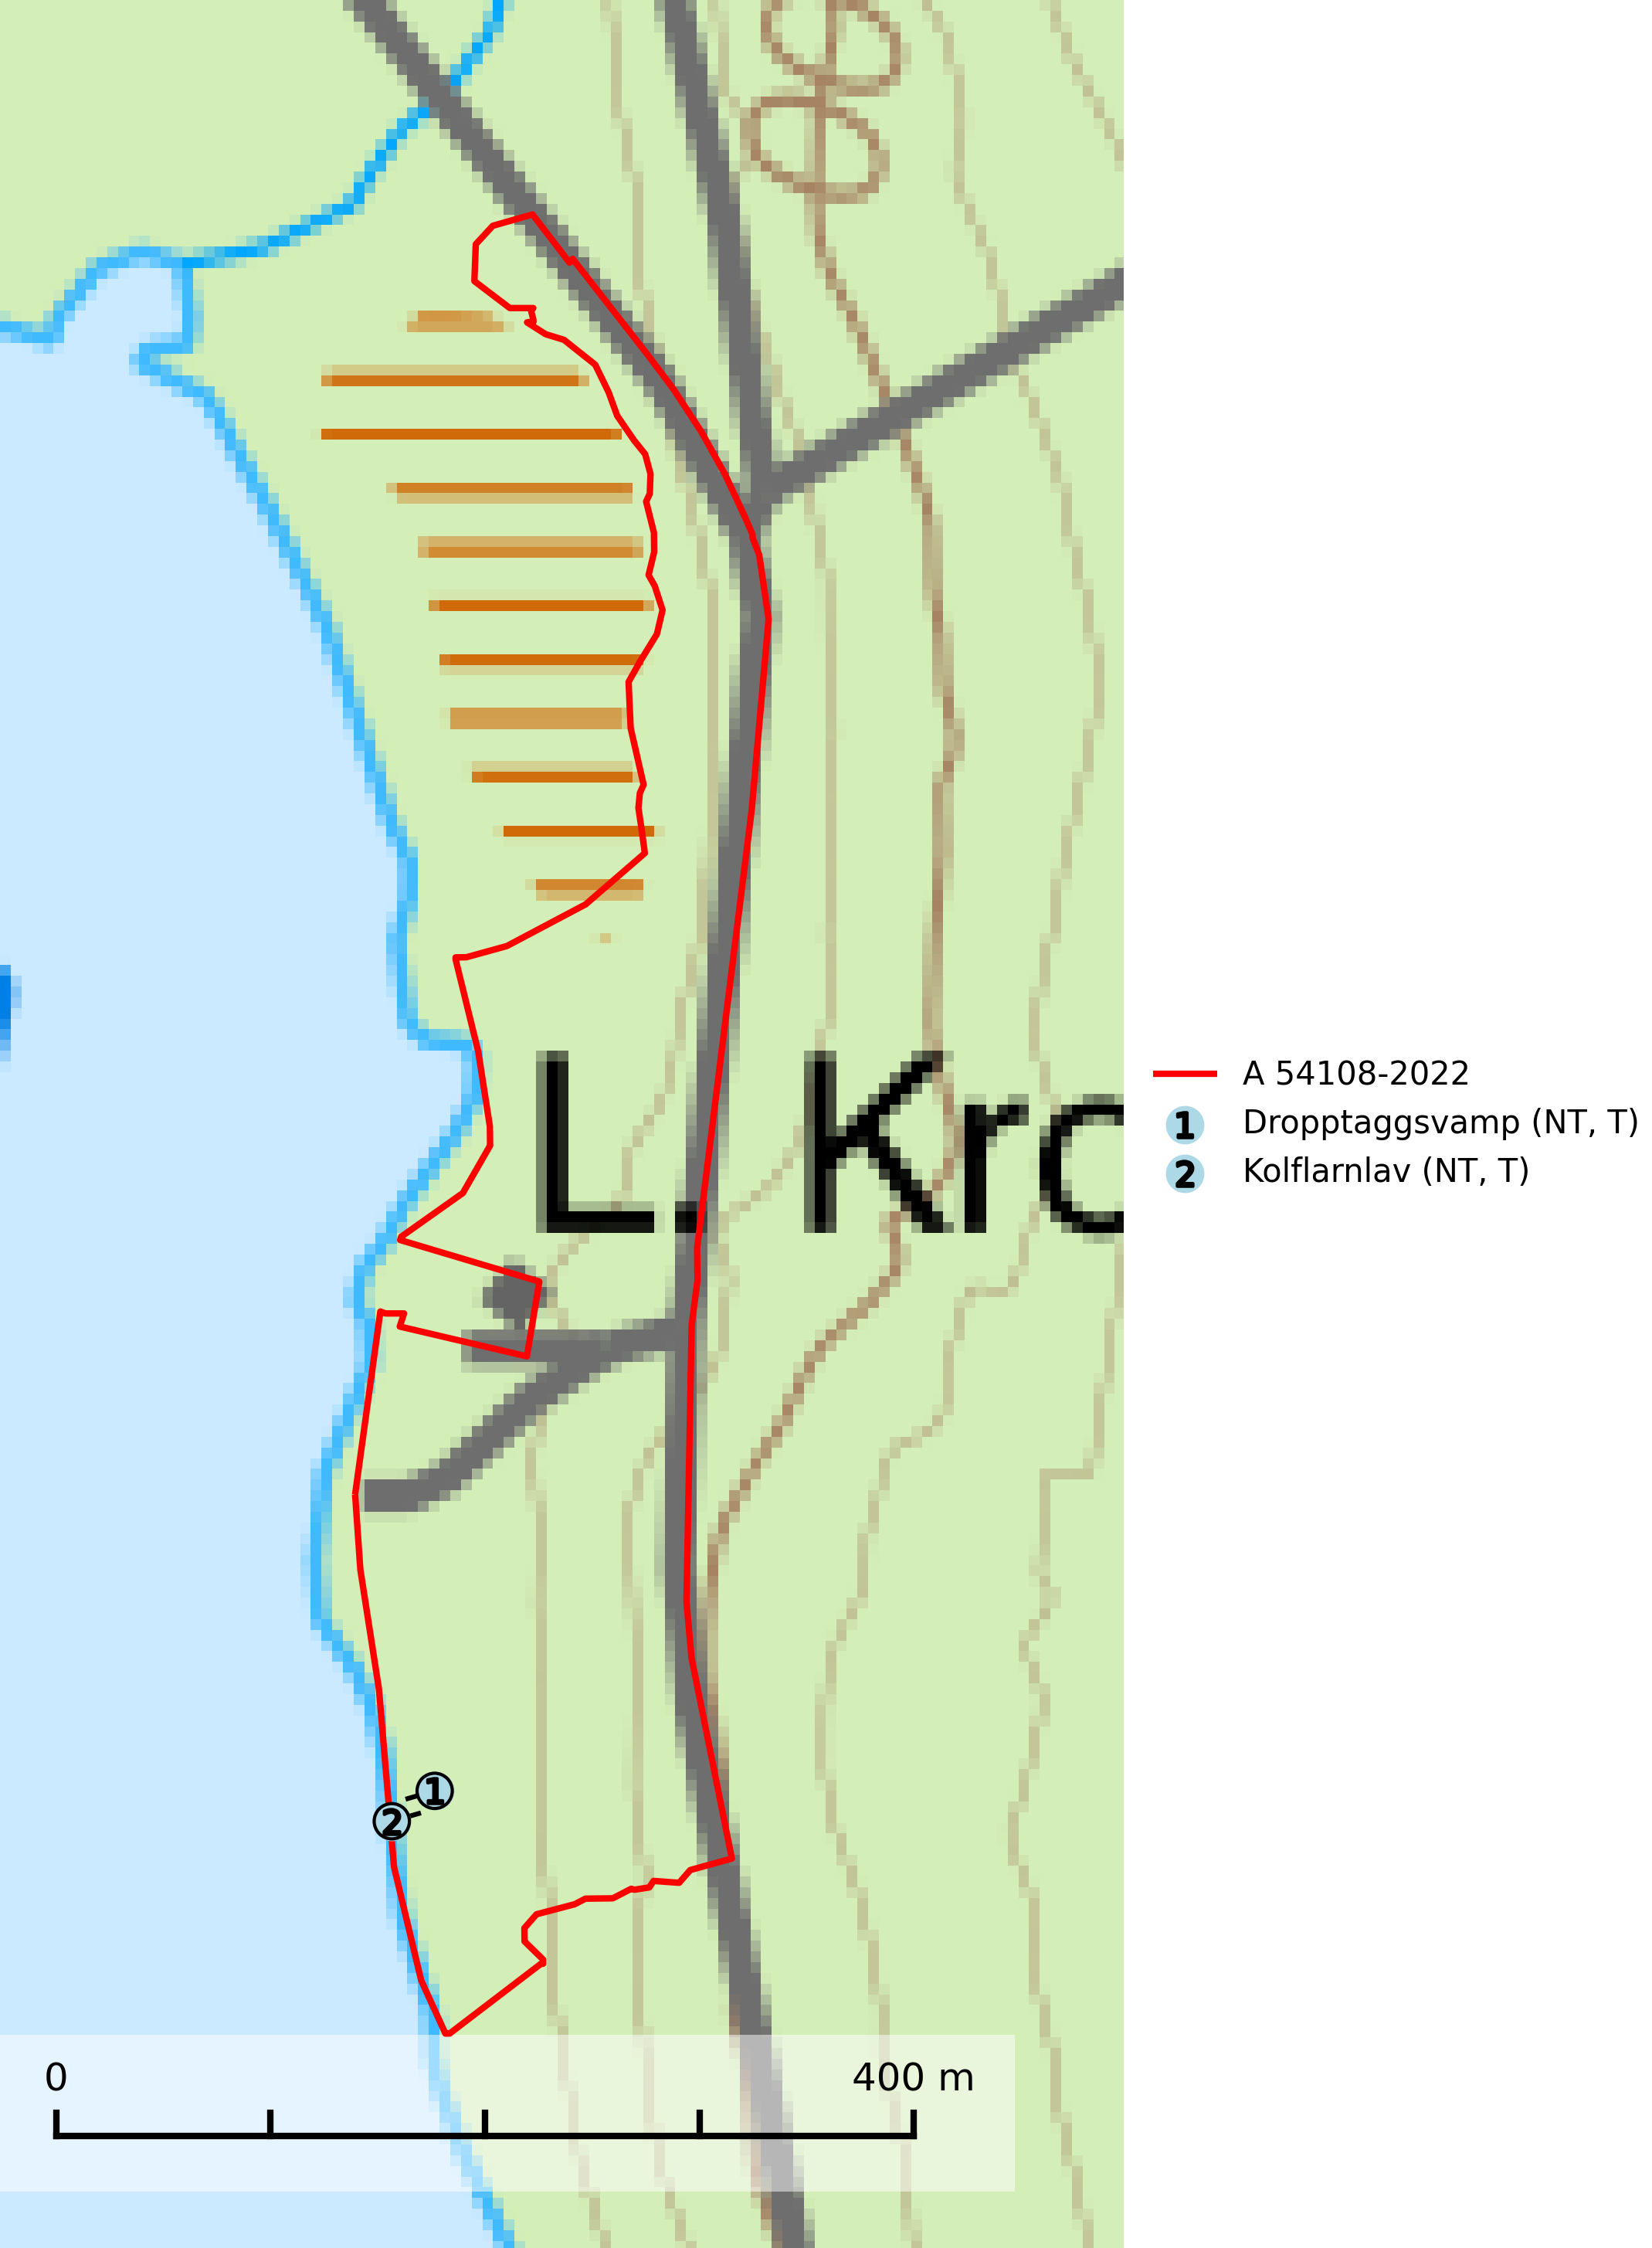 L. Kro
A 54108-2022
1 Dropptaggsvamp (NT, T)
2 Kolflarnlav (NT, T)
1
2
0 400 m